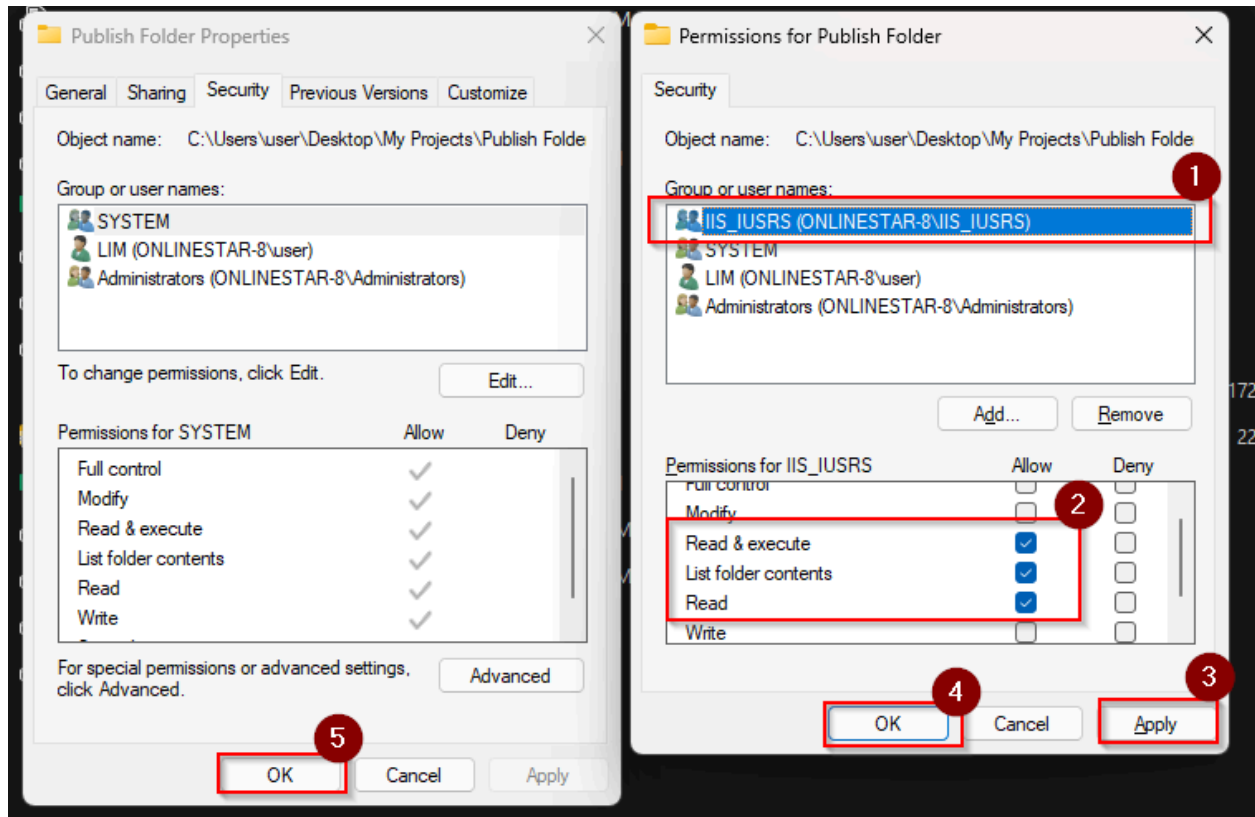 Publish Folder Properties
General Sharing Security Previous Versions Customize
Object name: C:\Users\user\Desktop\My Projects\Publish Folde
Group or user names:
SYSTEM
LIM (ONLINESTAR-8\user)
Administrators (ONLINESTAR-8\Administrators)
To change permissions, click Edit.
Edit...
Permissions for SYSTEM Allow Deny
Full control
Modify
Read & execute
List folder contents
Read
Write
For special permissions or advanced settings,
click Advanced.
Advanced
5
OK Cancel Apply
Permissions for Publish Folder
Security
Object name: C:\Users\user\Desktop\My Projects\Publish Folde
1
Group or user names:
IIS_IUSRS (ONLINESTAR-8\IIS_IUSRS)
SYSTEM
LIM (ONLINESTAR-8\user)
Administrators (ONLINESTAR-8\Administrators)
Add... Remove
Permissions for IIS_IUSRS Allow Deny
Full control
Modify
2
Read & execute
List folder contents
Read
Write
4
3
OK Cancel Apply
172
22